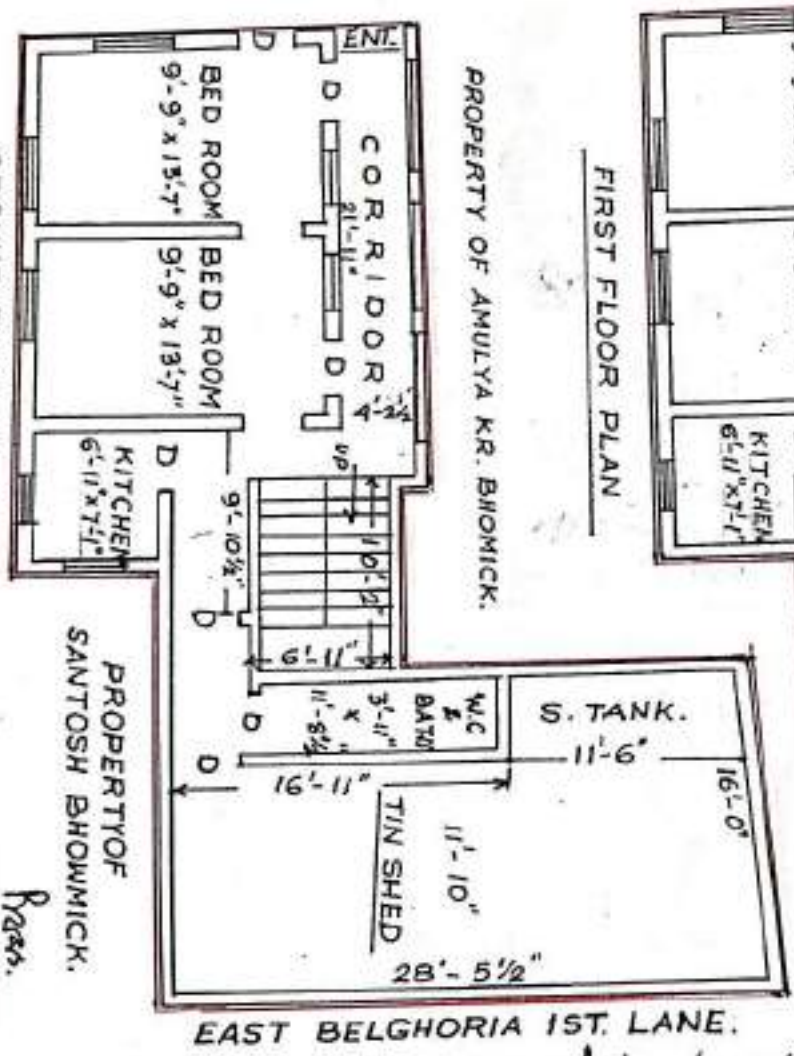 ENT.
D
D
BED ROOM
9'-9" x 13'-7"
CORRIDOR
21'-11"
BED ROOM
9'-9" x 13'-7"
D
4'-2½"
UP
D
KITCHEN
6'-11" x 7'-1"
9'-10½"
10'-2"
D
6'-11"
D
W.C
&
BATH
3'-11"
x
11'-8½"
D
S. TANK.
11'-6"
16'-0"
16'-11"
TIN SHED
11'-10"
28'-5½"
PROPERTY OF AMULYA KR. BHOMICK.
FIRST FLOOR PLAN
KITCHEN
6'-11" x 7'-1"
PROPERTY OF
SANTOSH BHOWMICK.
EAST BELGHORIA 1ST. LANE.